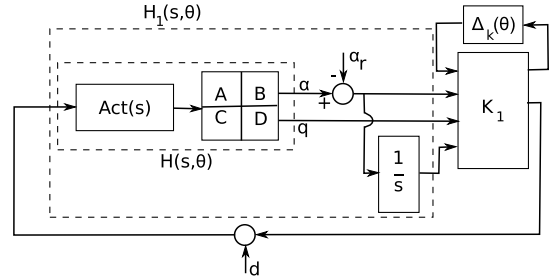 H₁(s,θ)
Δₖ(θ)
αᵣ
-
+
Act(s)
A B
C D
α
q
K₁
H(s,θ)
1
s
d